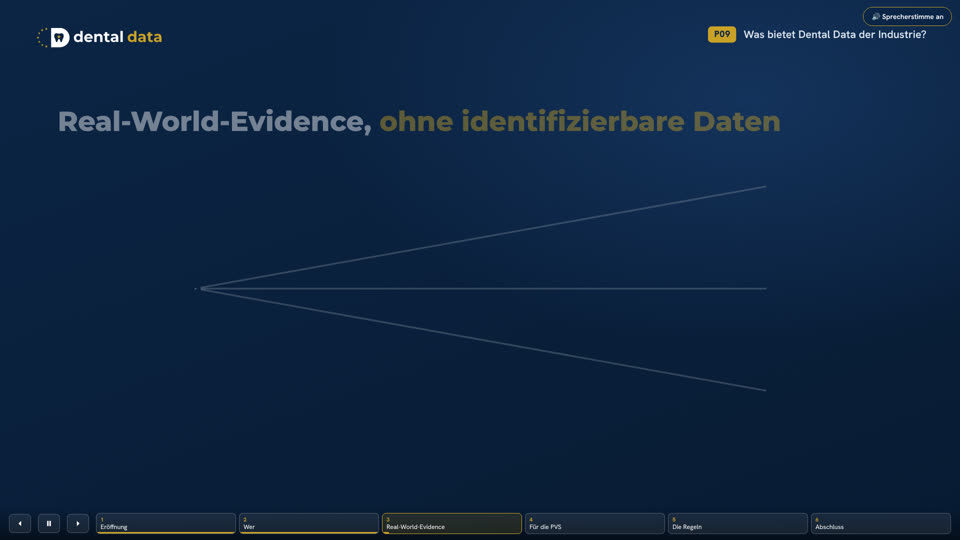 🔊 Sprecherstimme an
dental data
P09 Was bietet Dental Data der Industrie?
Real-World-Evidence, ohne identifizierbare Daten
1
Eröffnung
2
Wer
3
Real-World-Evidence
4
Für die PVS
5
Die Regeln
6
Abschluss